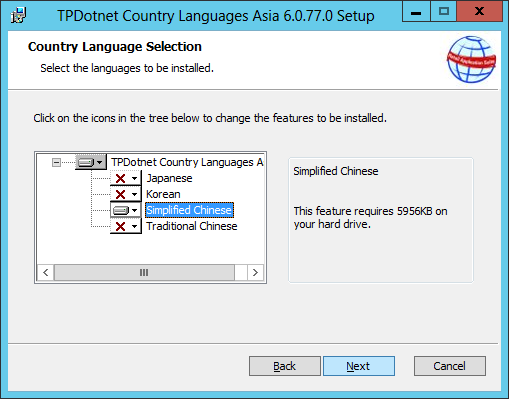 TPDotnet Country Languages Asia 6.0.77.0 Setup
Country Language Selection
Select the languages to be installed.
Click on the icons in the tree below to change the features to be installed.
TPDotnet Country Languages A
Japanese
Korean
Simplified Chinese
Traditional Chinese
Simplified Chinese
This feature requires 5956KB on
your hard drive.
Back
Next
Cancel